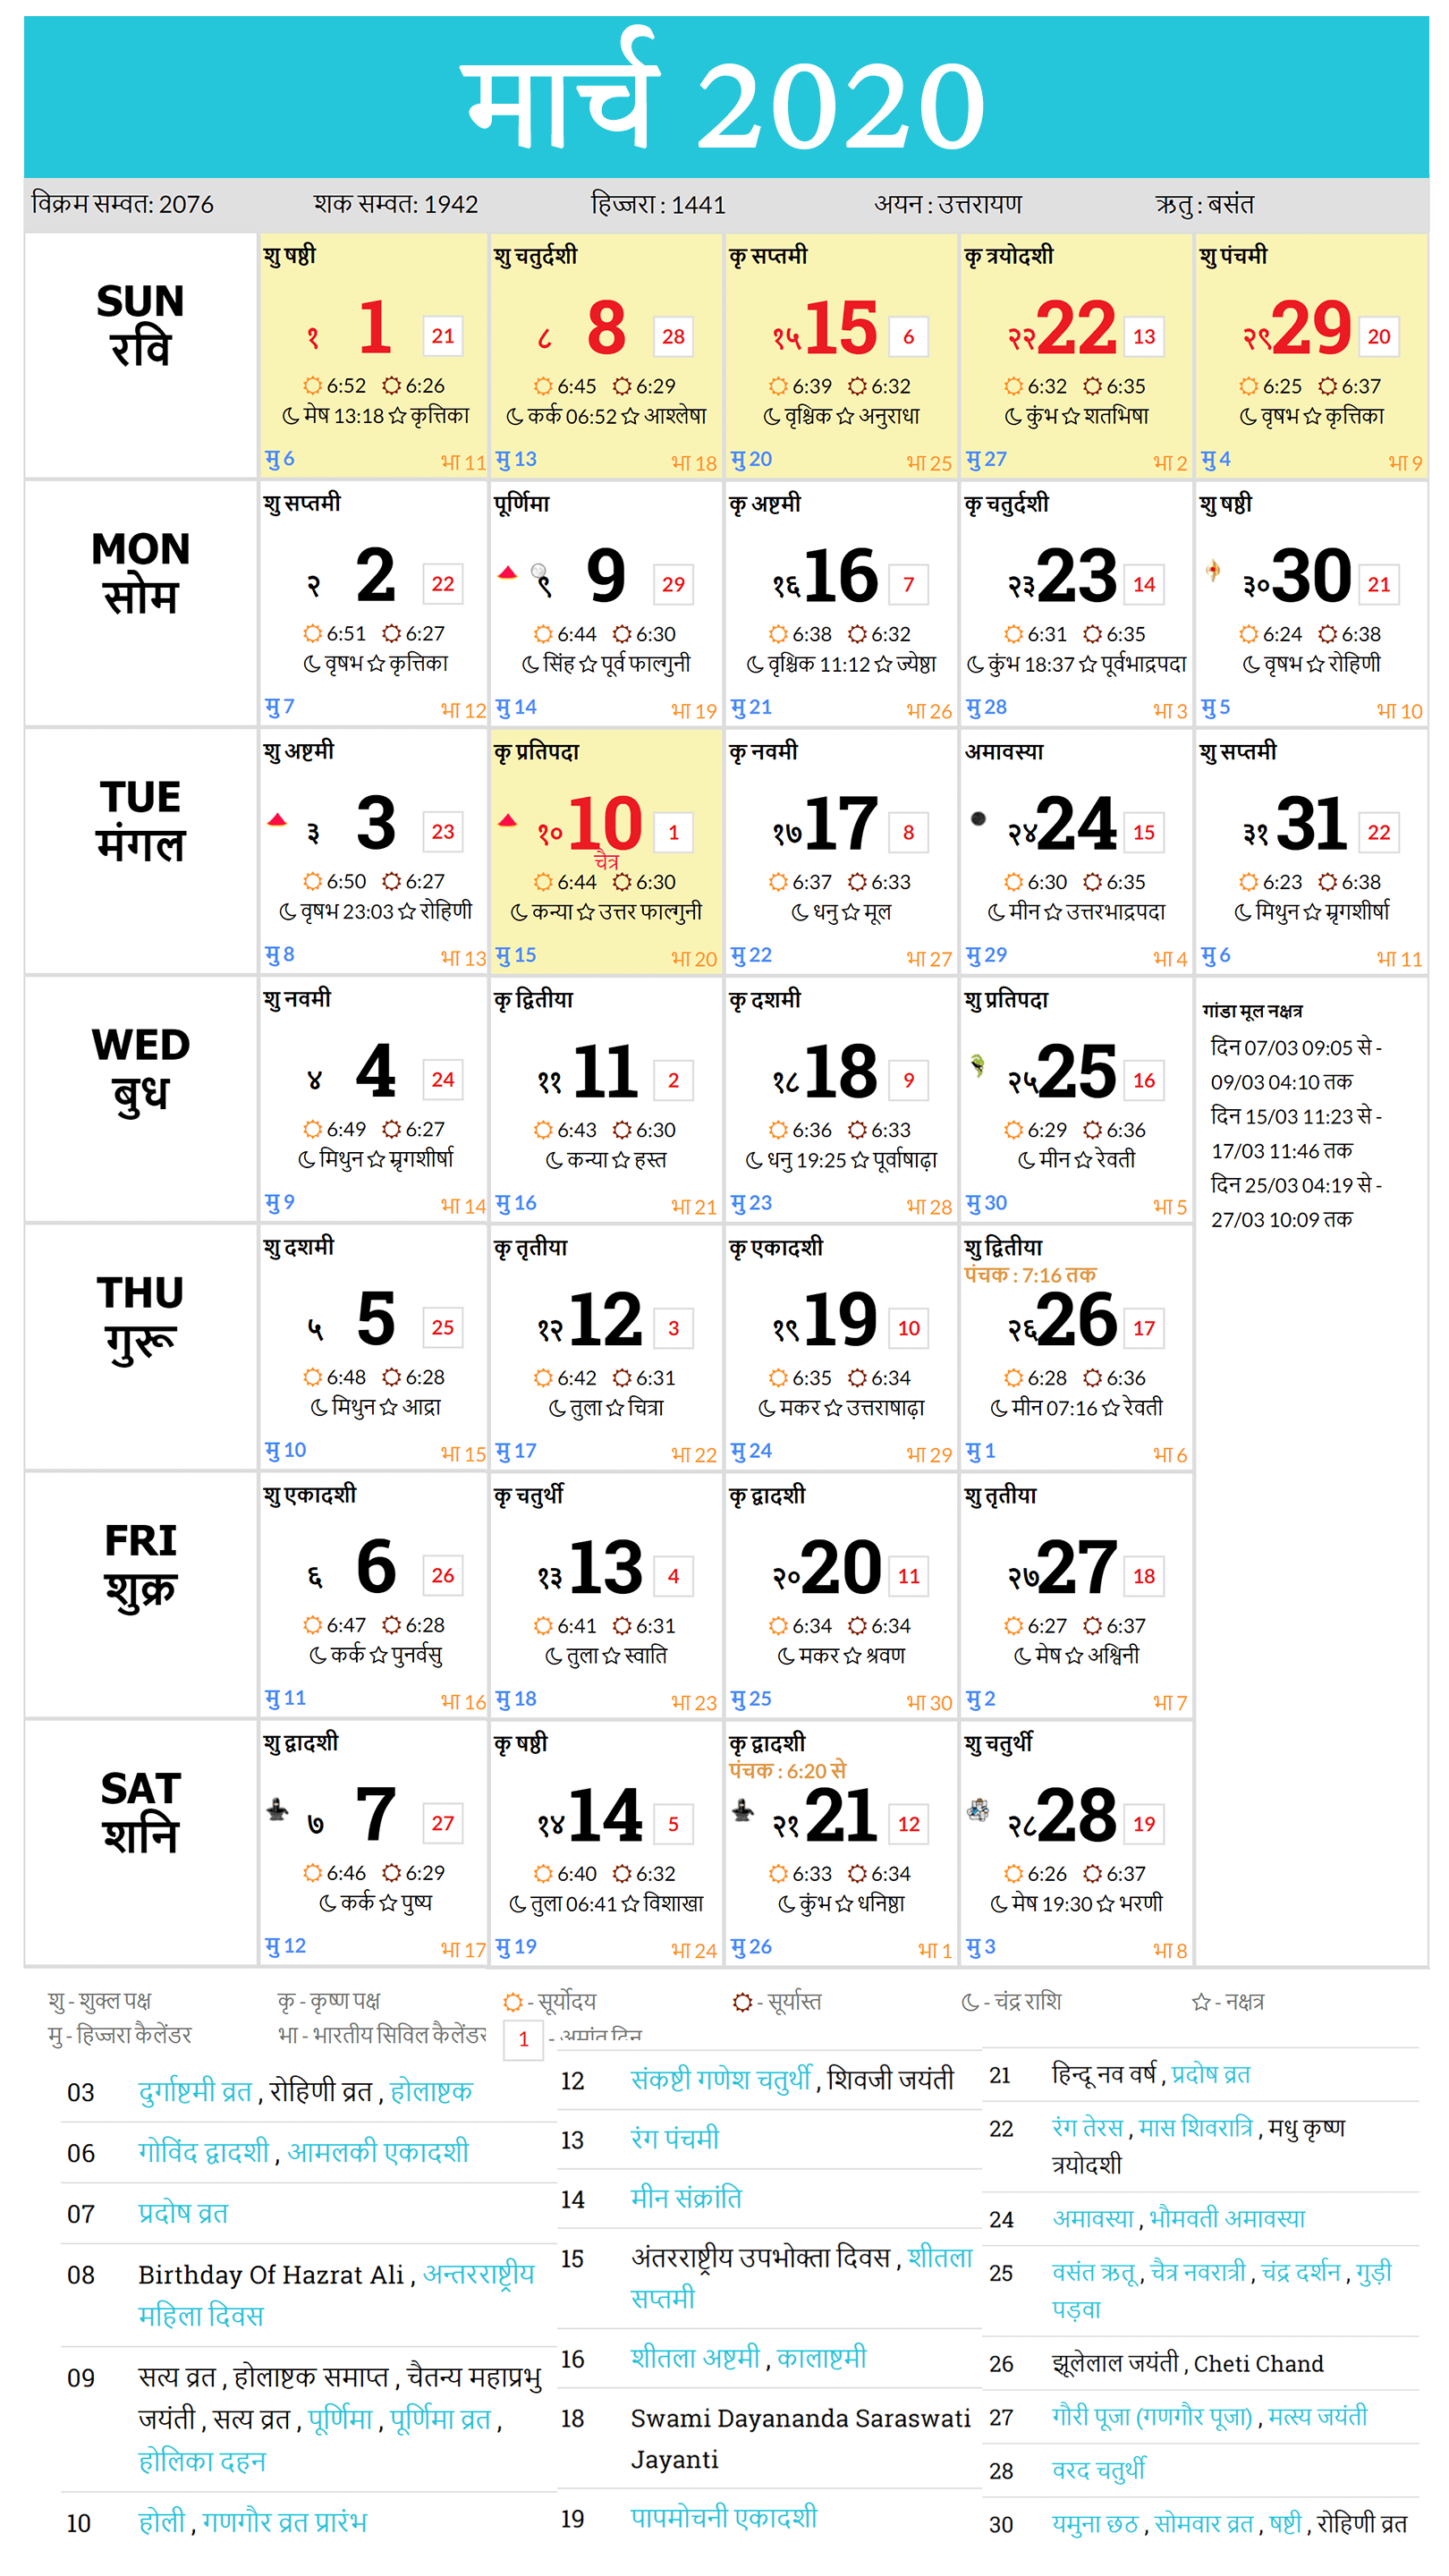 मार्च 2020
विक्रम सम्वत: 2076 शक सम्वत: 1942 हिज्जरा : 1441 अयन : उत्तरायण ऋतु : बसंत
SUN
रवि
शु षष्ठी
१ 1 21
6:52 6:26
मेष 13:18 कृत्तिका
मु 6 भा 11
शु चतुर्दशी
८ 8 28
6:45 6:29
कर्क 06:52 आश्लेषा
मु 13 भा 18
कृ सप्तमी
१५ 15 6
6:39 6:32
वृश्चिक अनुराधा
मु 20 भा 25
कृ त्रयोदशी
२२ 22 13
6:32 6:35
कुंभ शतभिषा
मु 27 भा 2
शु पंचमी
२९ 29 20
6:25 6:37
वृषभ कृत्तिका
मु 4 भा 9
MON
सोम
शु सप्तमी
२ 2 22
6:51 6:27
वृषभ कृत्तिका
मु 7 भा 12
पूर्णिमा
९ 9 29
6:44 6:30
सिंह पूर्व फाल्गुनी
मु 14 भा 19
कृ अष्टमी
१६ 16 7
6:38 6:32
वृश्चिक 11:12 ज्येष्ठा
मु 21 भा 26
कृ चतुर्दशी
२३ 23 14
6:31 6:35
कुंभ 18:37 पूर्वभाद्रपदा
मु 28 भा 3
शु षष्ठी
३० 30 21
6:24 6:38
वृषभ रोहिणी
मु 5 भा 10
TUE
मंगल
शु अष्टमी
३ 3 23
6:50 6:27
वृषभ 23:03 रोहिणी
मु 8 भा 13
कृ प्रतिपदा
१० 10 1
चैत्र
6:44 6:30
कन्या उत्तर फाल्गुनी
मु 15 भा 20
कृ नवमी
१७ 17 8
6:37 6:33
धनु मूल
मु 22 भा 27
अमावस्या
२४ 24 15
6:30 6:35
मीन उत्तरभाद्रपदा
मु 29 भा 4
शु सप्तमी
३१ 31 22
6:23 6:38
मिथुन म्रृगशीर्षा
मु 6 भा 11
WED
बुध
शु नवमी
४ 4 24
6:49 6:27
मिथुन म्रृगशीर्षा
मु 9 भा 14
कृ द्वितीया
११ 11 2
6:43 6:30
कन्या हस्त
मु 16 भा 21
कृ दशमी
१८ 18 9
6:36 6:33
धनु 19:25 पूर्वाषाढ़ा
मु 23 भा 28
शु प्रतिपदा
२५ 25 16
6:29 6:36
मीन रेवती
मु 30 भा 5
गांडा मूल नक्षत्र
दिन 07/03 09:05 से -
09/03 04:10 तक
दिन 15/03 11:23 से -
17/03 11:46 तक
दिन 25/03 04:19 से -
27/03 10:09 तक
THU
गुरू
शु दशमी
५ 5 25
6:48 6:28
मिथुन आद्रा
मु 10 भा 15
कृ तृतीया
१२ 12 3
6:42 6:31
तुला चित्रा
मु 17 भा 22
कृ एकादशी
१९ 19 10
6:35 6:34
मकर उत्तराषाढ़ा
मु 24 भा 29
शु द्वितीया
पंचक : 7:16 तक
२६ 26 17
6:28 6:36
मीन 07:16 रेवती
मु 1 भा 6
FRI
शुक्र
शु एकादशी
६ 6 26
6:47 6:28
कर्क पुनर्वसु
मु 11 भा 16
कृ चतुर्थी
१३ 13 4
6:41 6:31
तुला स्वाति
मु 18 भा 23
कृ द्वादशी
२० 20 11
6:34 6:34
मकर श्रवण
मु 25 भा 30
शु तृतीया
२७ 27 18
6:27 6:37
मेष अश्विनी
मु 2 भा 7
SAT
शनि
शु द्वादशी
७ 7 27
6:46 6:29
कर्क पुष्य
मु 12 भा 17
कृ षष्ठी
१४ 14 5
6:40 6:32
तुला 06:41 विशाखा
मु 19 भा 24
कृ द्वादशी
पंचक : 6:20 से
२१ 21 12
6:33 6:34
कुंभ धनिष्ठा
मु 26 भा 1
शु चतुर्थी
२८ 28 19
6:26 6:37
मेष 19:30 भरणी
मु 3 भा 8
शु - शुक्ल पक्ष कृ - कृष्ण पक्ष - सूर्योदय - सूर्यास्त - चंद्र राशि - नक्षत्र
मु - हिज्जरा कैलेंडर भा - भारतीय सिविल कैलेंडर 1 - अमांत दिन
03 दुर्गाष्टमी व्रत , रोहिणी व्रत , होलाष्टक
06 गोविंद द्वादशी , आमलकी एकादशी
07 प्रदोष व्रत
08 Birthday Of Hazrat Ali , अन्तरराष्ट्रीय
महिला दिवस
09 सत्य व्रत , होलाष्टक समाप्त , चैतन्य महाप्रभु
जयंती , सत्य व्रत , पूर्णिमा , पूर्णिमा व्रत ,
होलिका दहन
10 होली , गणगौर व्रत प्रारंभ
12 संकष्टी गणेश चतुर्थी , शिवजी जयंती
13 रंग पंचमी
14 मीन संक्रांति
15 अंतरराष्ट्रीय उपभोक्ता दिवस , शीतला
सप्तमी
16 शीतला अष्टमी , कालाष्टमी
18 Swami Dayananda Saraswati
Jayanti
19 पापमोचनी एकादशी
21 हिन्दू नव वर्ष , प्रदोष व्रत
22 रंग तेरस , मास शिवरात्रि , मधु कृष्ण
त्रयोदशी
24 अमावस्या , भौमवती अमावस्या
25 वसंत ऋतू , चैत्र नवरात्री , चंद्र दर्शन , गुड़ी
पड़वा
26 झूलेलाल जयंती , Cheti Chand
27 गौरी पूजा (गणगौर पूजा) , मत्स्य जयंती
28 वरद चतुर्थी
30 यमुना छठ , सोमवार व्रत , षष्टी , रोहिणी व्रत